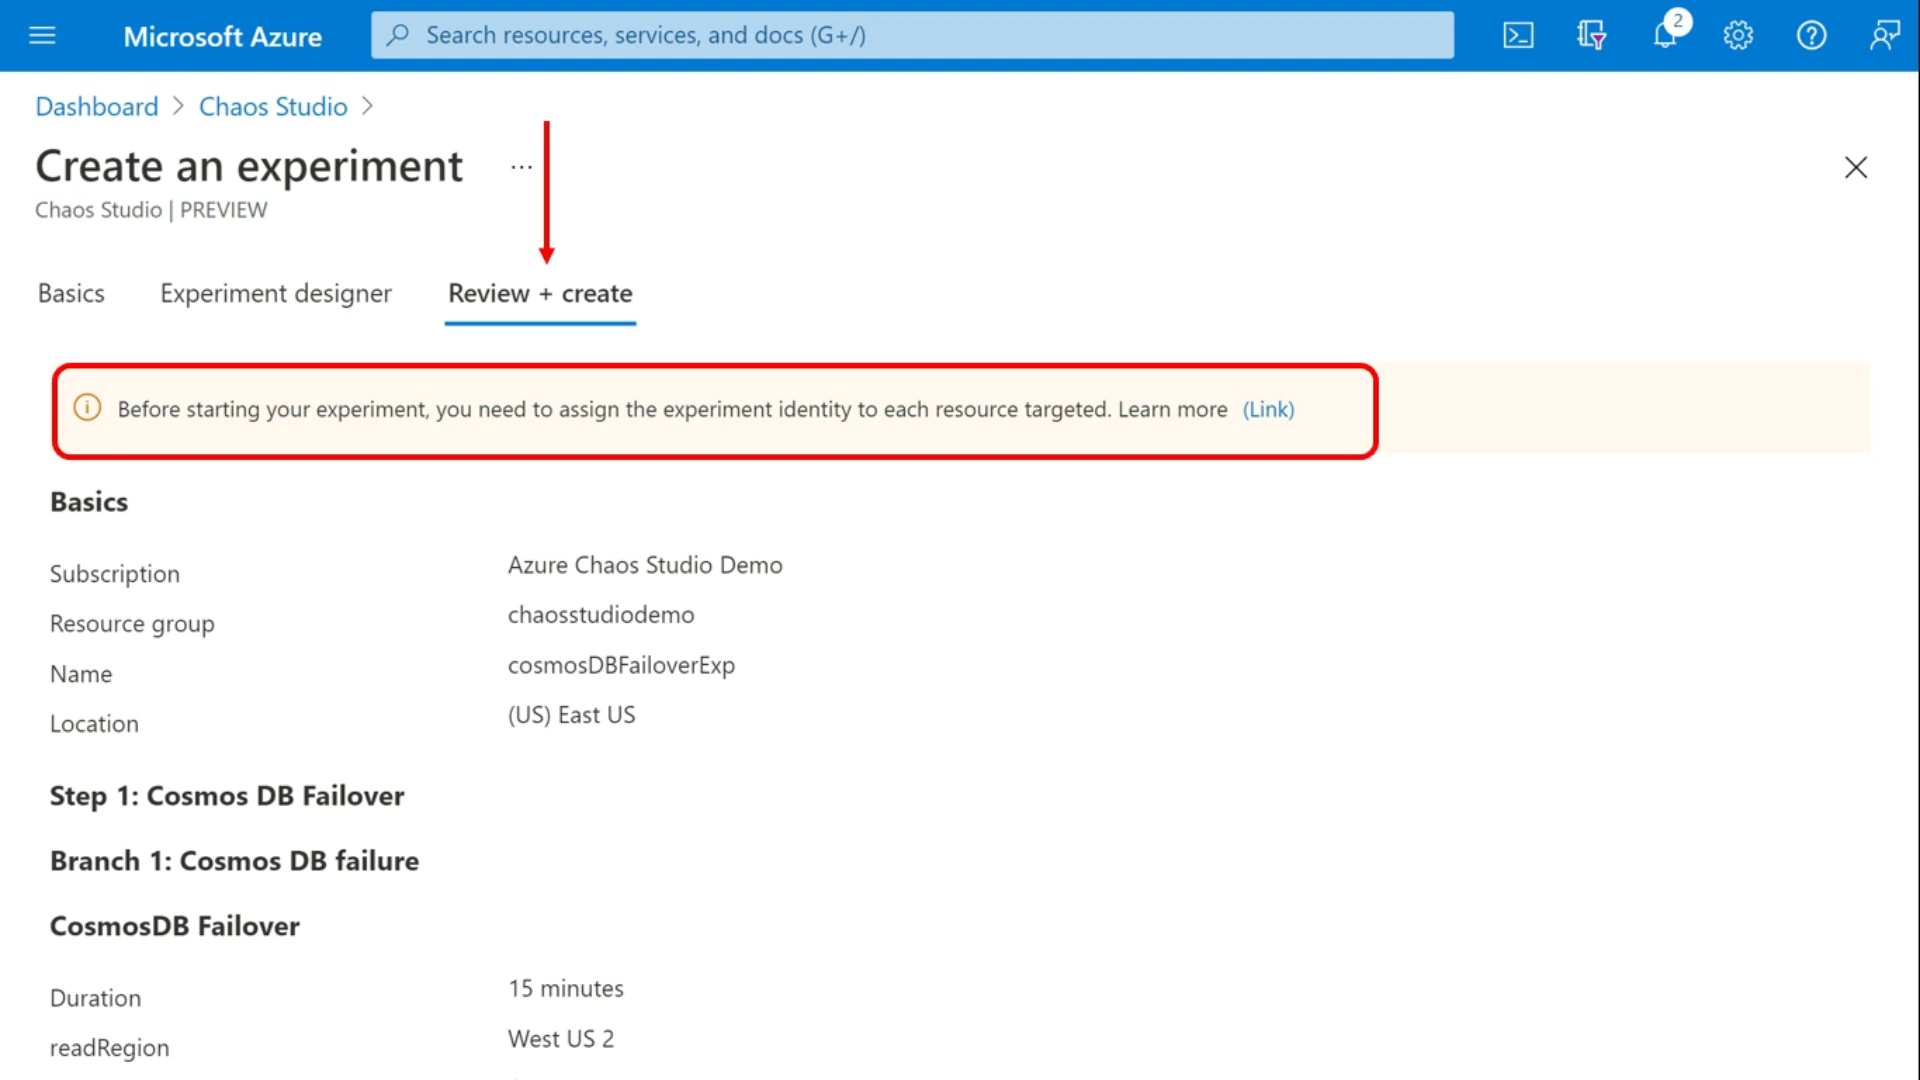 Microsoft Azure
Search resources, services, and docs (G+/)
2
Dashboard > Chaos Studio >
Create an experiment ...
Chaos Studio | PREVIEW
Basics Experiment designer Review + create
Before starting your experiment, you need to assign the experiment identity to each resource targeted. Learn more (Link)
Basics
Subscription Azure Chaos Studio Demo
Resource group chaosstudiodemo
Name cosmosDBFailoverExp
Location (US) East US
Step 1: Cosmos DB Failover
Branch 1: Cosmos DB failure
CosmosDB Failover
Duration 15 minutes
readRegion West US 2